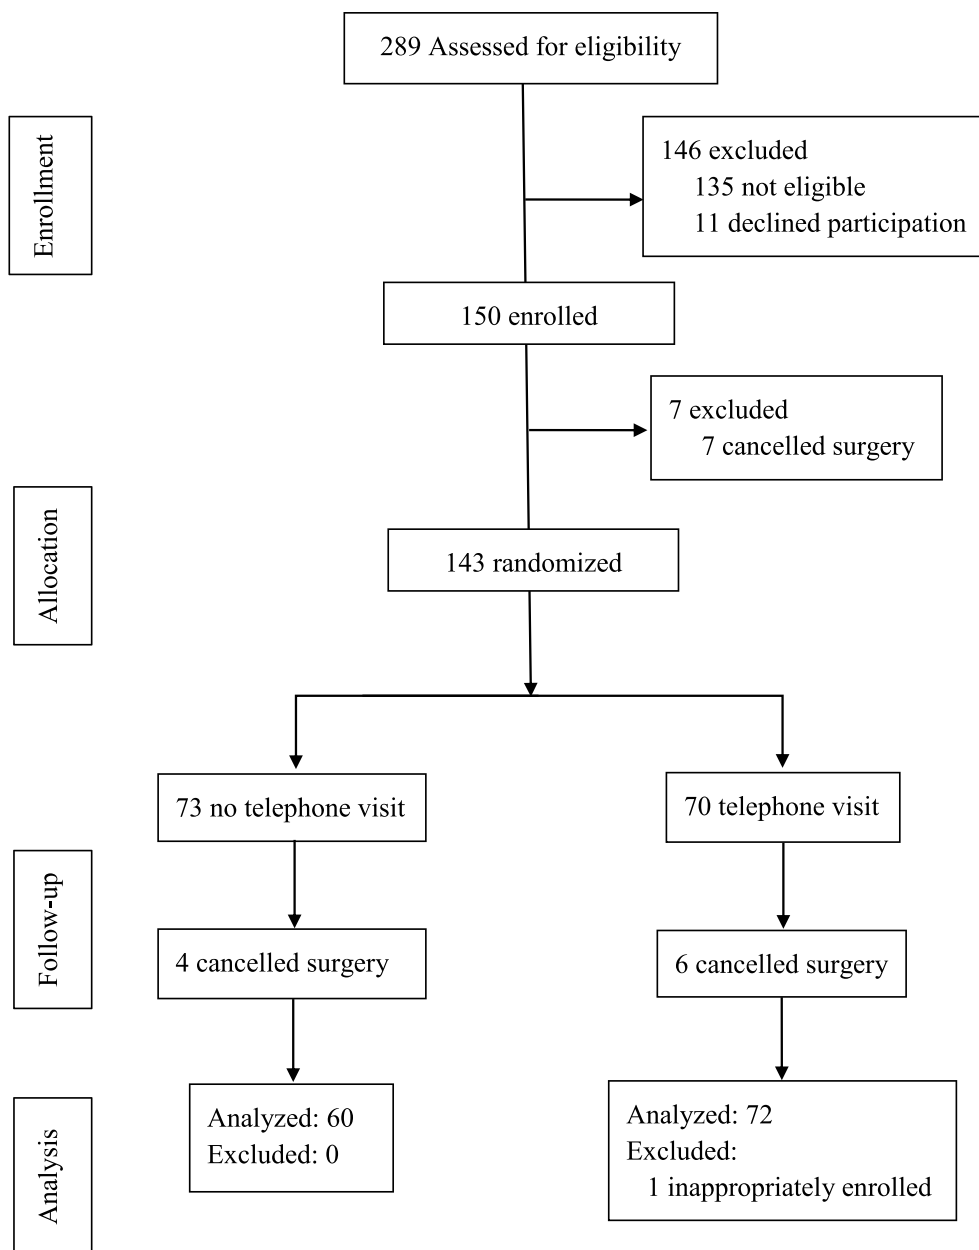 289 Assessed for eligibility
Enrollment
146 excluded
135 not eligible
11 declined participation
150 enrolled
7 excluded
7 cancelled surgery
Allocation
143 randomized
73 no telephone visit
70 telephone visit
Follow-up
4 cancelled surgery
6 cancelled surgery
Analysis
Analyzed: 60
Excluded: 0
Analyzed: 72
Excluded:
1 inappropriately enrolled